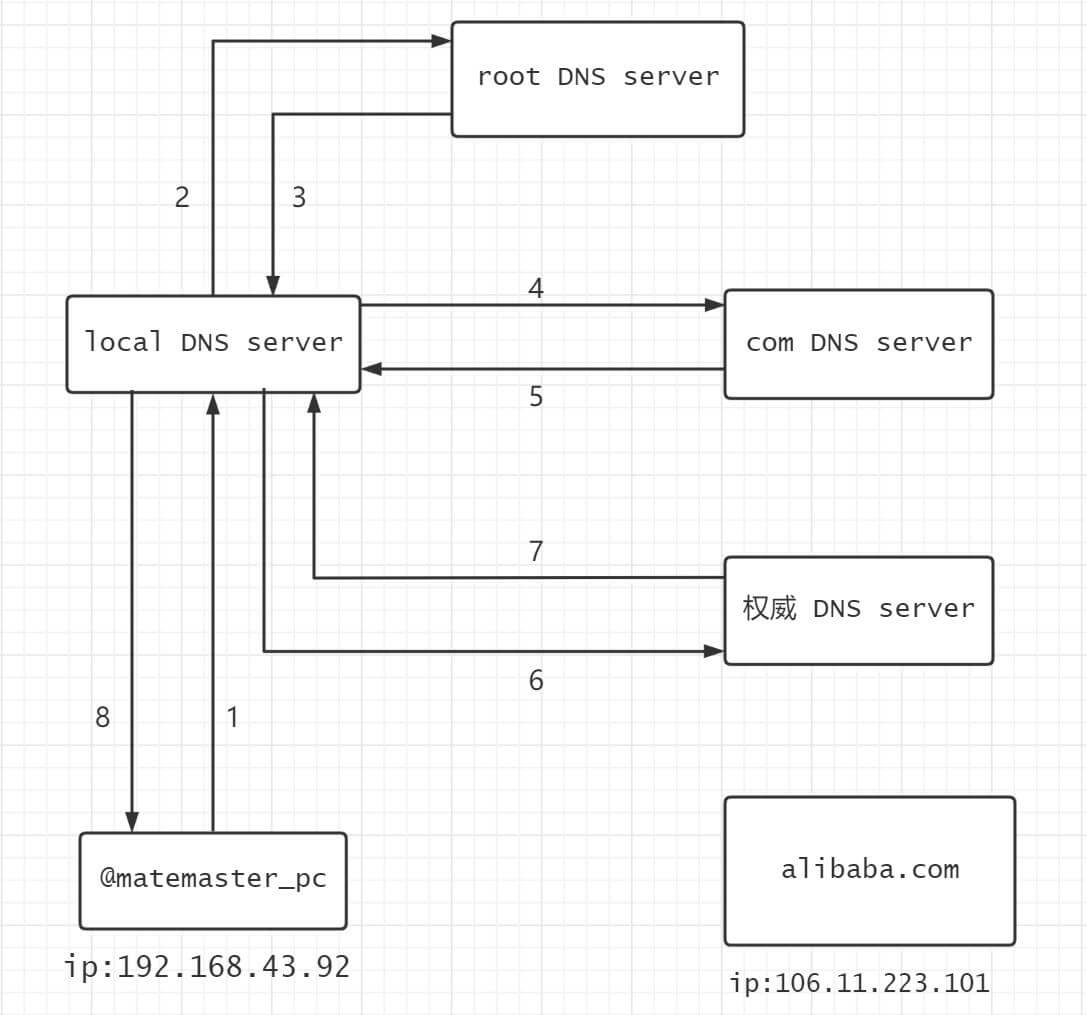 root DNS server
2
3
4
local DNS server
com DNS server
5
7
权威 DNS server
6
8
1
@matemaster_pc
alibaba.com
ip:192.168.43.92
ip:106.11.223.101